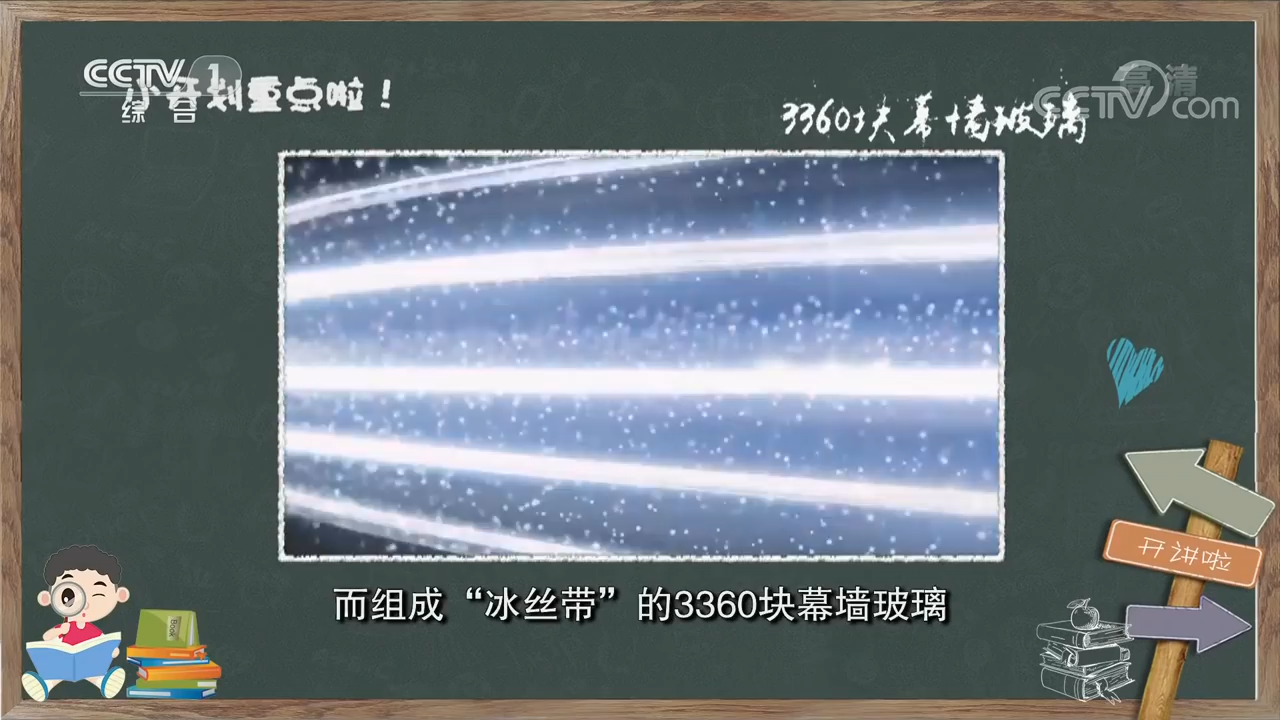 CCTV 1
综合
小开划重点啦！
高清
CCTV com
3360块幕墙玻璃
Book
开讲啦
而组成“冰丝带”的3360块幕墙玻璃